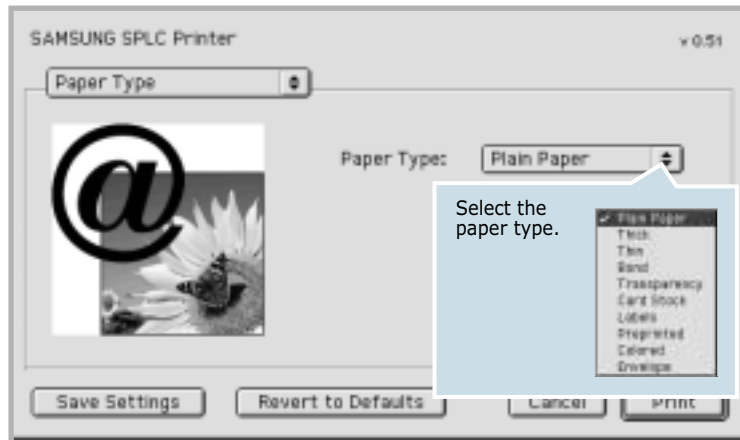 SAMSUNG SPLC Printer
v 0.51
Paper Type
@
Paper Type: Plain Paper
Select the
paper type.
Plain Paper
Thick
Thin
Bond
Transparency
Card Stock
Labels
Preprinted
Colored
Envelope
Save Settings
Revert to Defaults
Cancel
Print